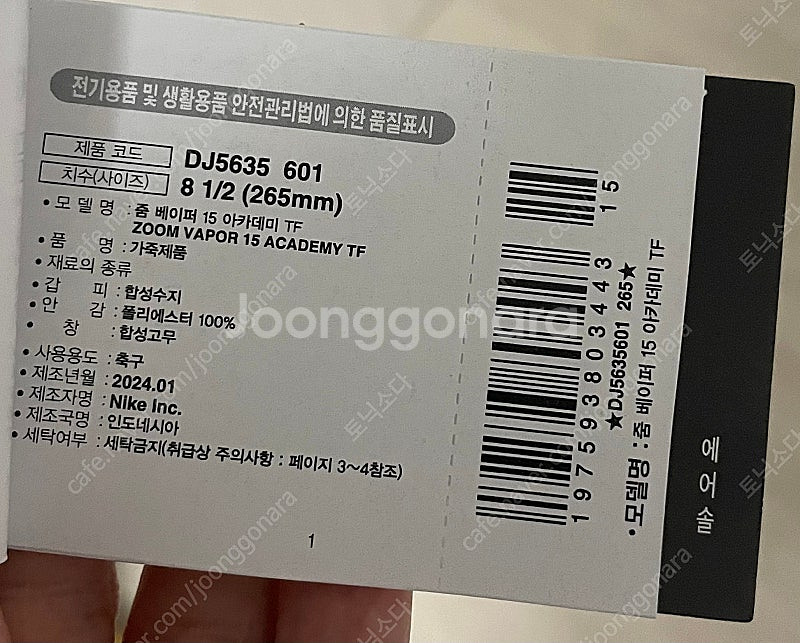 전기용품 및 생활용품 안전관리법에 의한 품질표시
제품 코드 DJ5635 601
치수(사이즈) 8 1/2 (265mm)
• 모 델 명 : 줌 베이퍼 15 아카데미 TF
ZOOM VAPOR 15 ACADEMY TF
• 품 명 : 가죽제품
• 재료의 종류
• 갑 피 : 합성수지
• 안 감 : 폴리에스터 100%
• 창 : 합성고무
• 사용용도 : 축구
• 제조년월 : 2024.01
• 제조자명 : Nike Inc.
• 제조국명 : 인도네시아
• 세탁여부 : 세탁금지(취급상 주의사항 : 페이지 3~4참조)
1
15
197593803443
★DJ5635601 265★
•모델명 : 줌 베이퍼 15 아카데미 TF
에어솔
Joonggonara
cafe.naver.com/joonggonara
토닉소다